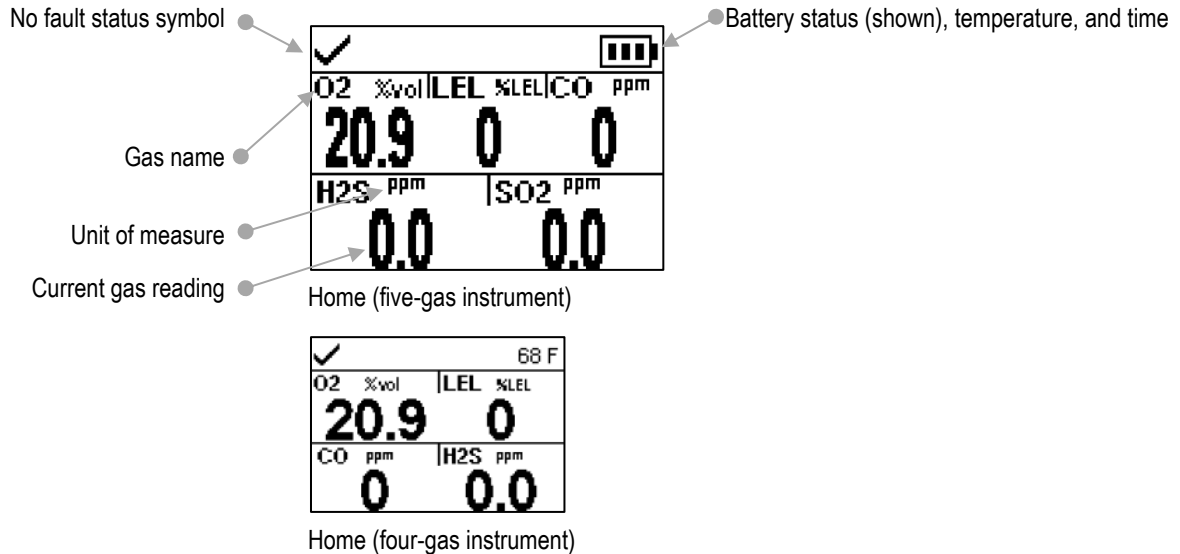 No fault status symbol
Battery status (shown), temperature, and time
O2 %vol LEL %LEL CO ppm
20.9 0 0
Gas name
H2S ppm SO2 ppm
Unit of measure
0.0 0.0
Current gas reading
Home (five-gas instrument)
68 F
O2 %vol LEL %LEL
20.9 0
CO ppm H2S ppm
0 0.0
Home (four-gas instrument)